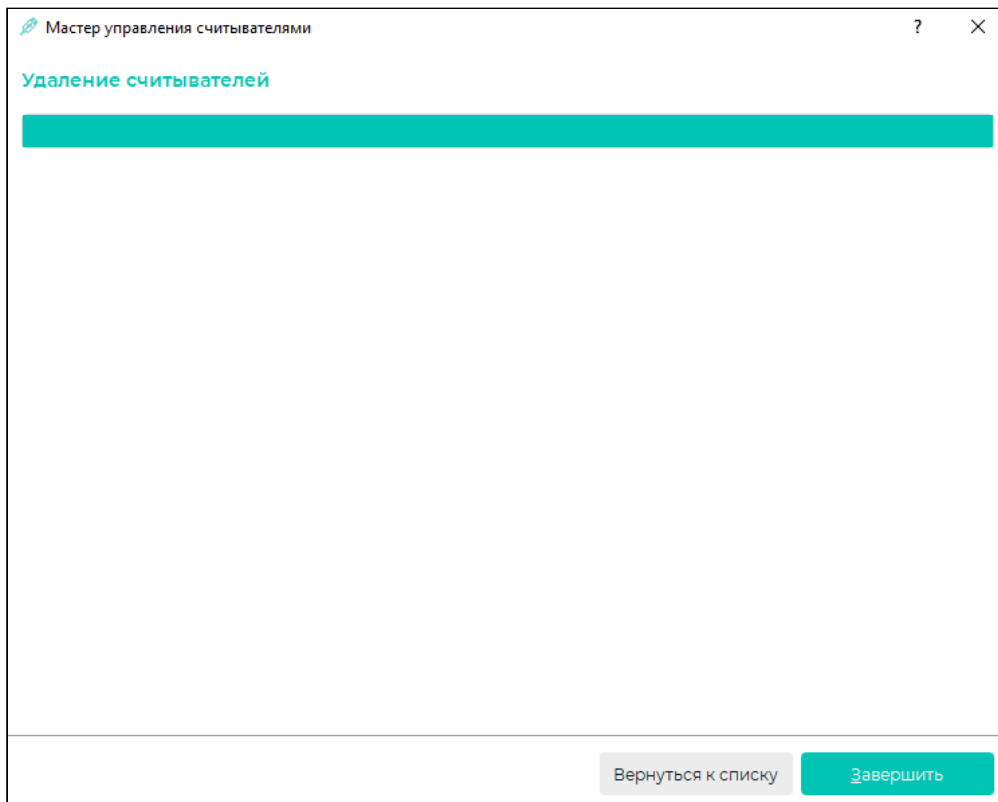 Мастер управления считывателями
?
Удаление считывателей
Вернуться к списку
Завершить